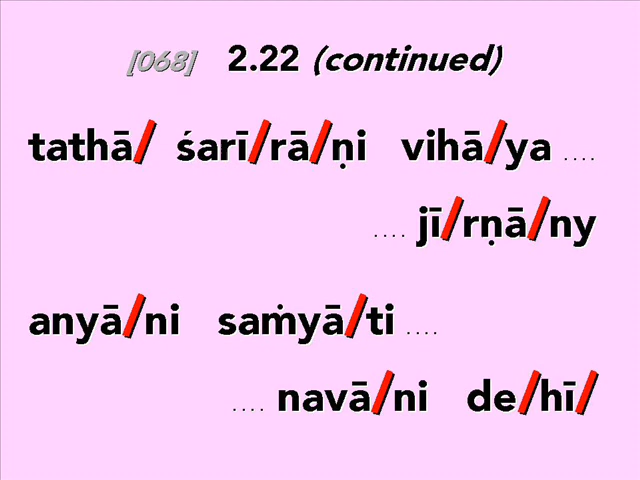 [068] 2.22 (continued)
tathā/ śarī/rā/ṇi vihā/ya ....
.... jī/rṇā/ny
anyā/ni saṁyā/ti ....
.... navā/ni de/hī/